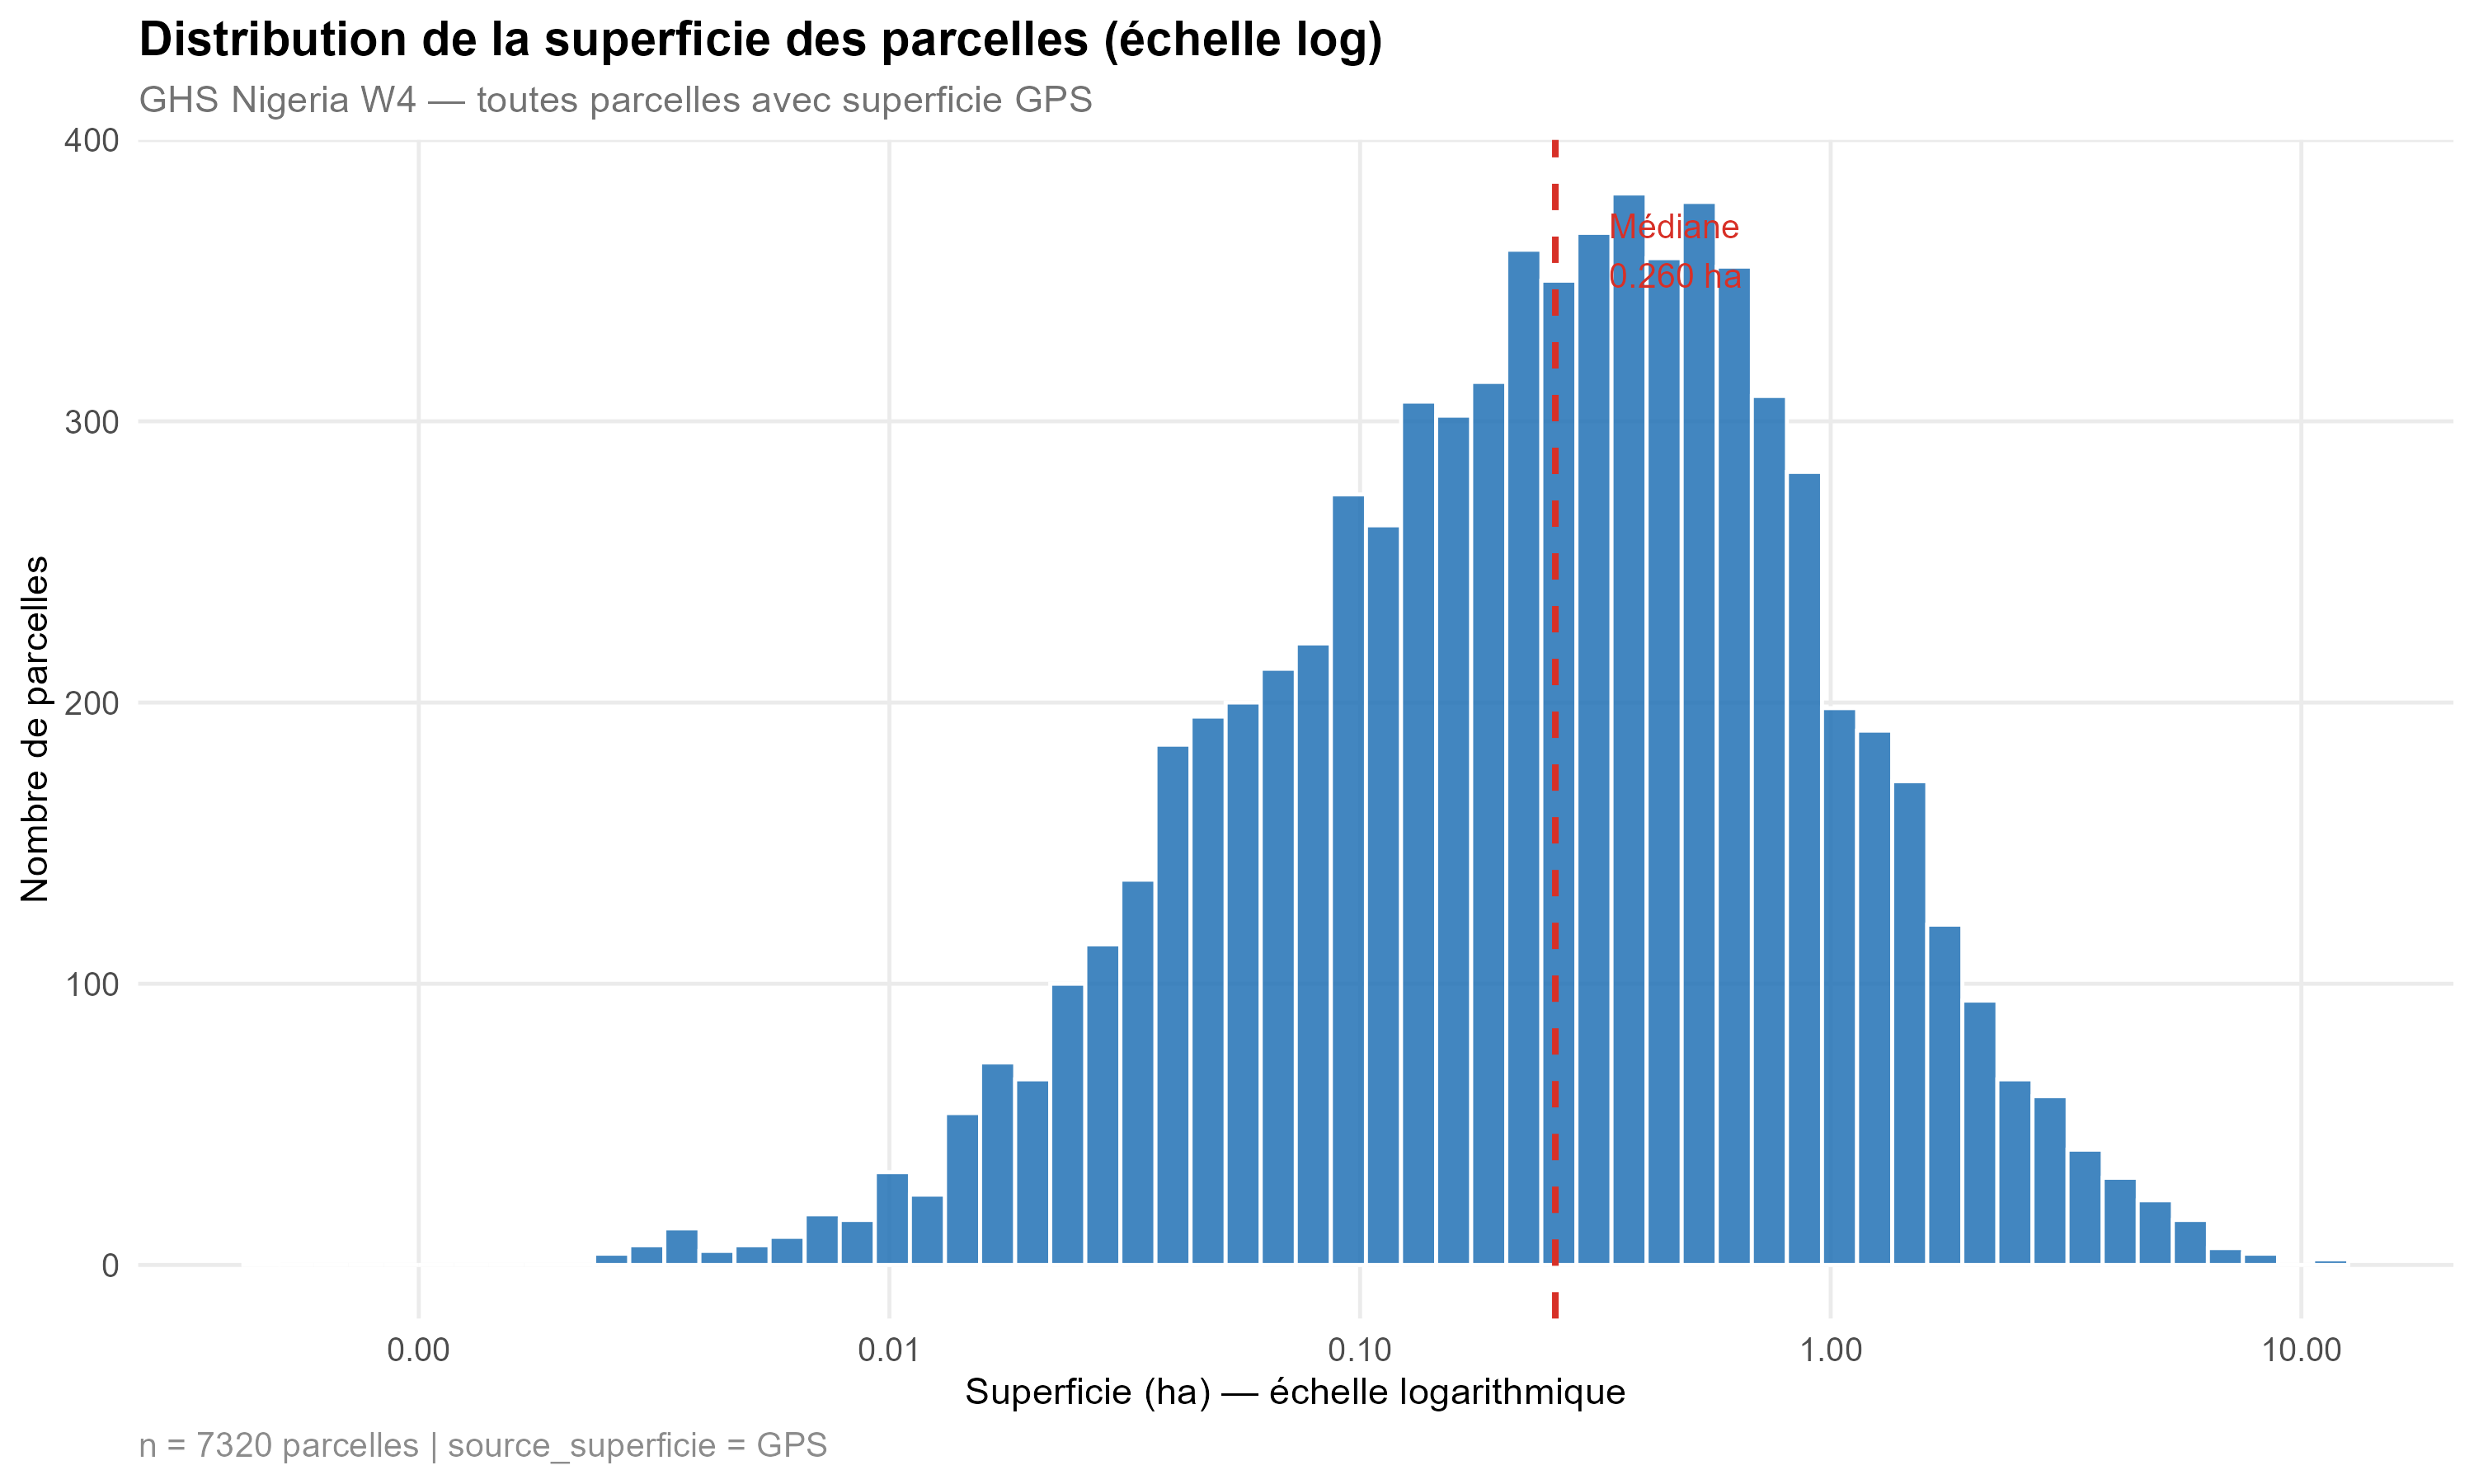 Distribution de la superficie des parcelles (échelle log)
GHS Nigeria W4 — toutes parcelles avec superficie GPS
400
300
200
100
0
Nombre de parcelles
Médiane
0.260 ha
0.00
0.01
0.10
1.00
10.00
Superficie (ha) — échelle logarithmique
n = 7320 parcelles | source_superficie = GPS